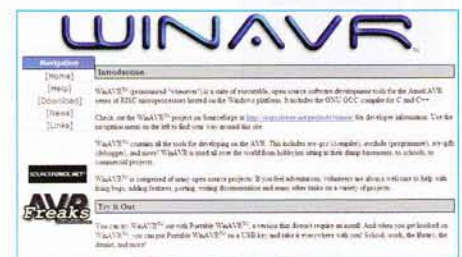 WINAVR
Navigation
[Home]
[Help]
[Download]
[News]
[Links]
SOURCEFORGE.NET
AVR
Freaks
Introduction
WinAVR™ (pronounced "whenever") is a suite of executable, open source software development tools for the Atmel AVR
series of RISC microprocessors hosted on the Windows platform. It includes the GNU GCC compiler for C and C++
Check out the WinAVR™ project on SourceForge at for developer information. Use the
navigation menu on the left to find your way around this site.
WinAVR™ contains all the tools for developing on the AVR. This includes avr-gcc (compiler), avrdude (programmer), avr-gdb
(debugger), and more! WinAVR is used all over the world from hobbyists sitting in their damp basements, to schools, to
commercial projects.
WinAVR™ is comprised of many open source projects. If you feel adventurous, volunteers are always welcome to help with
fixing bugs, adding features, porting, writing documentation and many other tasks on a variety of projects.
Try It Out
You can try WinAVR™ out with Portable WinAVR™, a version that doesn't require an install! And when you get hooked on
WinAVR™, you can put Portable WinAVR™ on a USB key and take it everywhere with you! School, work, the library, the
dentist, and more!